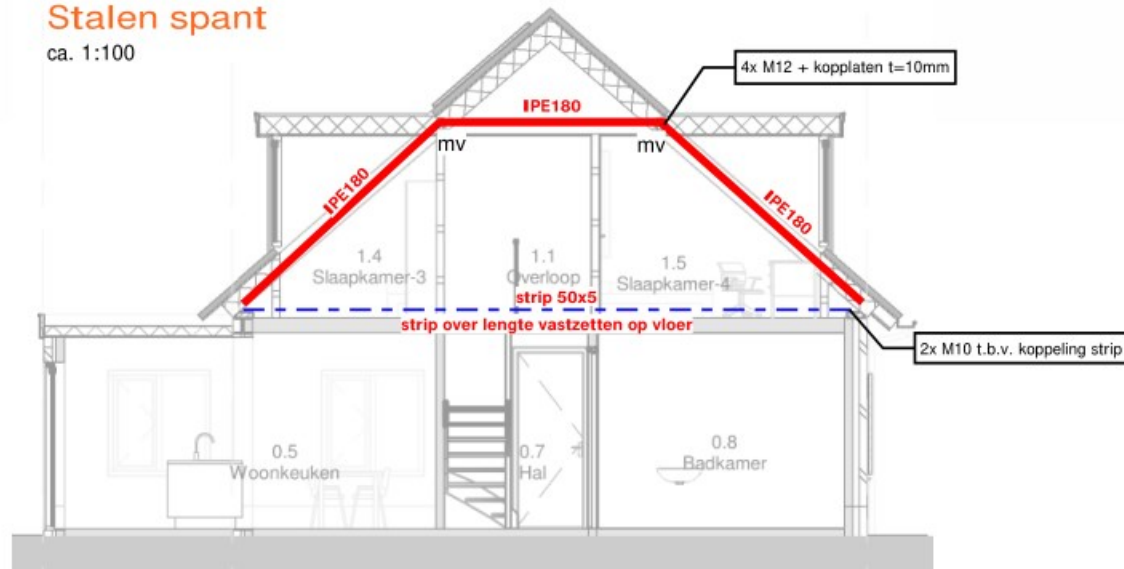 Stalen spant
ca. 1:100
4x M12 + kopplaten t=10mm
IPE180
mv
mv
IPE180
IPE180
1.4
Slaapkamer-3
1.1
Overloop
1.5
Slaapkamer-4
strip 50x5
strip over lengte vastzetten op vloer
2x M10 t.b.v. koppeling strip
0.5
Woonkeuken
0.7
Hal
0.8
Badkamer